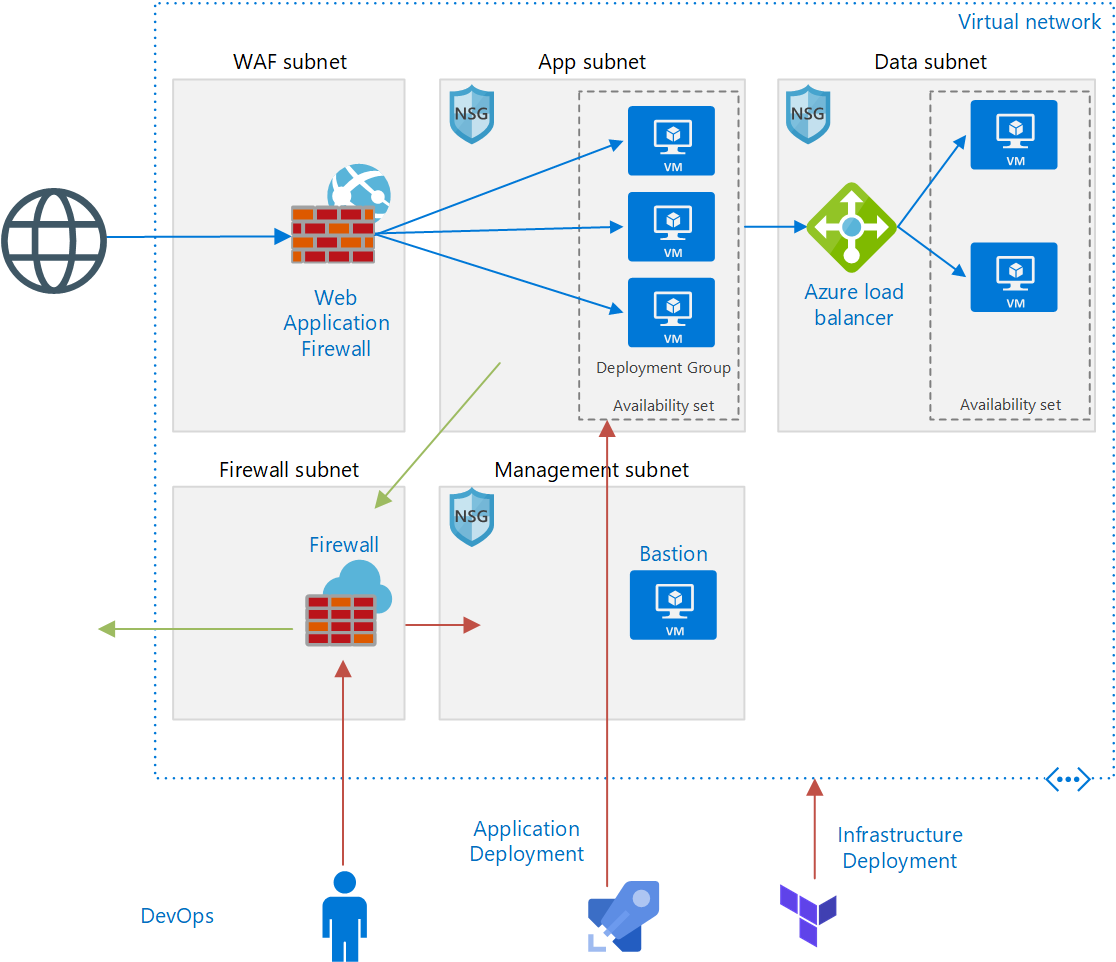 Virtual network
WAF subnet
App subnet
Data subnet
NSG
NSG
VM
VM
VM
VM
VM
Web
Application
Firewall
Azure load
balancer
Deployment Group
Availability set
Availability set
Firewall subnet
Management subnet
NSG
Firewall
Bastion
VM
Application
Deployment
Infrastructure
Deployment
DevOps